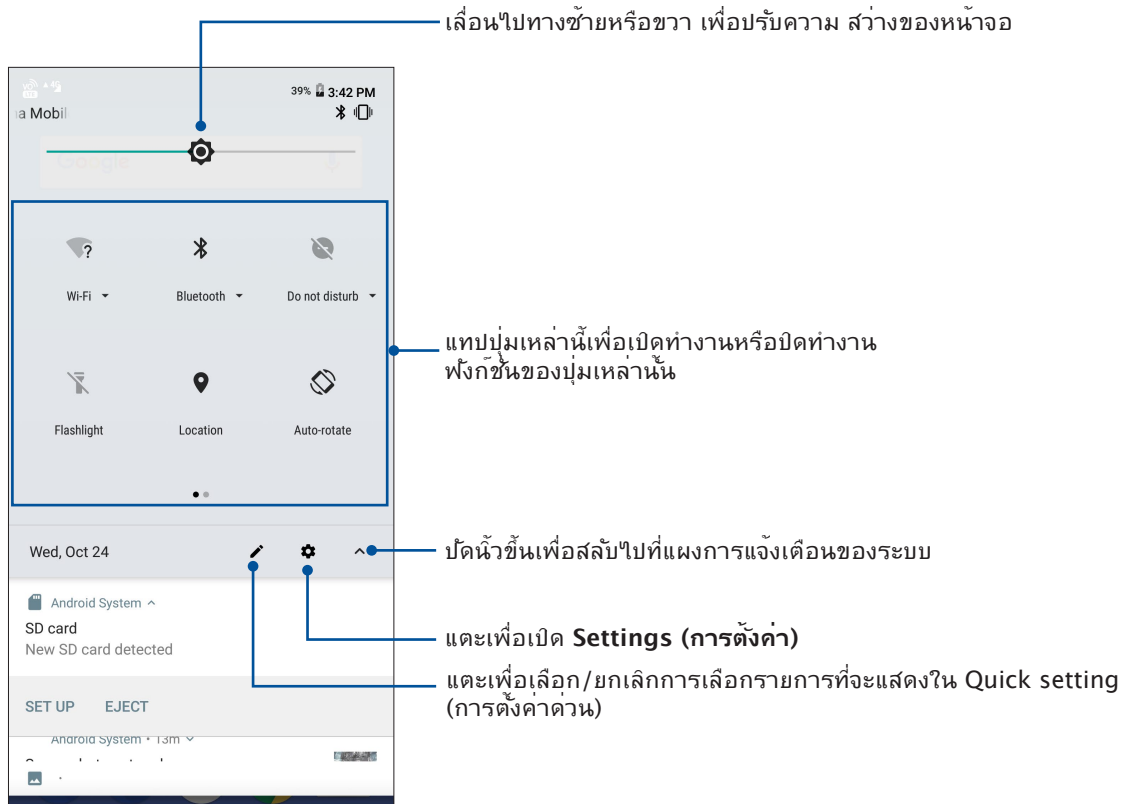 เลื่อนไปทางซ้ายหรือขวา เพื่อปรับความ สว่างของหน้าจอ
39% 3:42 PM
na Mobil
Google
?
Wi-Fi Bluetooth Do not disturb
แทปปุ่มเหล่านี้เพื่อเปิดทำงานหรือปิดทำงาน
ฟังก์ชั่นของปุ่มเหล่านั้น
Flashlight Location Auto-rotate
Wed, Oct 24
ปัดนิ้วขึ้นเพื่อสลับไปที่แผงการแจ้งเตือนของระบบ
Android System
SD card
New SD card detected
แตะเพื่อเปิด Settings (การตั้งค่า)
แตะเพื่อเลือก/ยกเลิกการเลือกรายการที่จะแสดงใน Quick setting
(การตั้งค่าด่วน)
SET UP EJECT
Android System • 13m